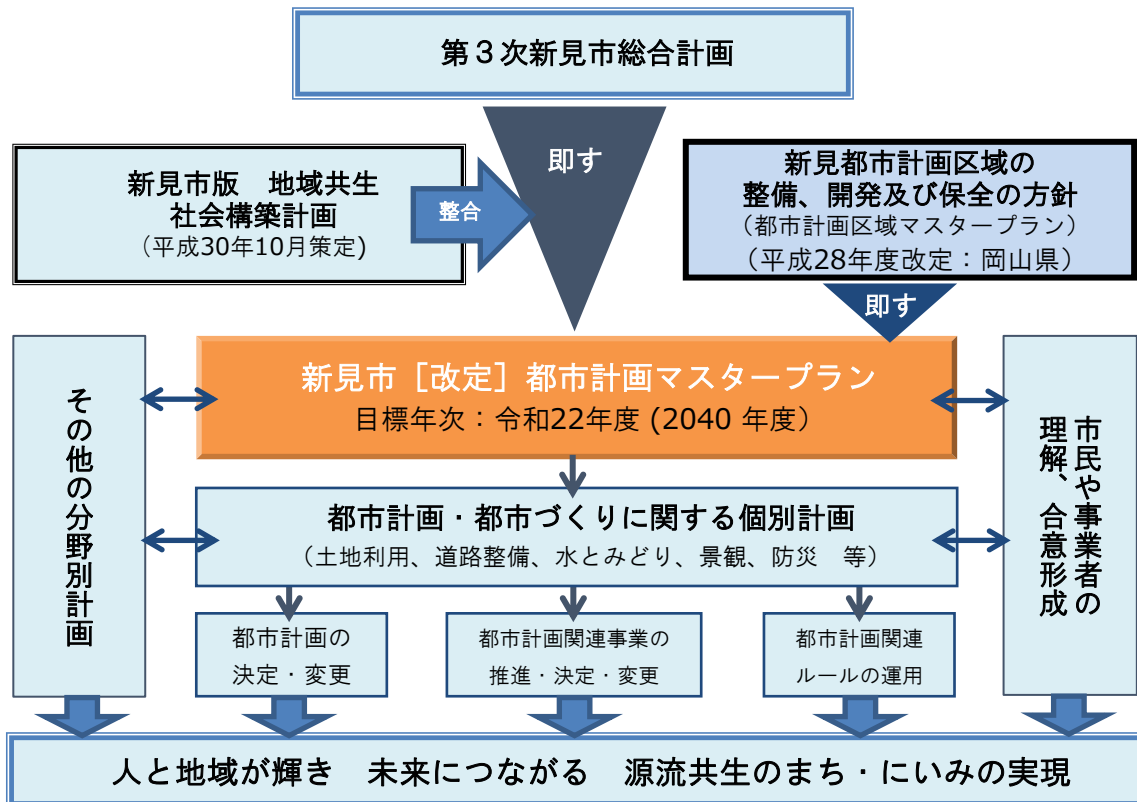 第３次新見市総合計画
即す
新見市版　地域共生
社会構築計画
（平成30年10月策定)
整合
新見都市計画区域の
整備、開発及び保全の方針
（都市計画区域マスタープラン）
（平成28年度改定：岡山県）
即す
その他の分野別計画
新見市［改定］都市計画マスタープラン
目標年次：令和22年度 (2040 年度）
市民や事業者の
理解、合意形成
都市計画・都市づくりに関する個別計画
（土地利用、道路整備、水とみどり、景観、防災　等）
都市計画の
決定・変更
都市計画関連事業の
推進・決定・変更
都市計画関連
ルールの運用
人と地域が輝き　未来につながる　源流共生のまち・にいみの実現